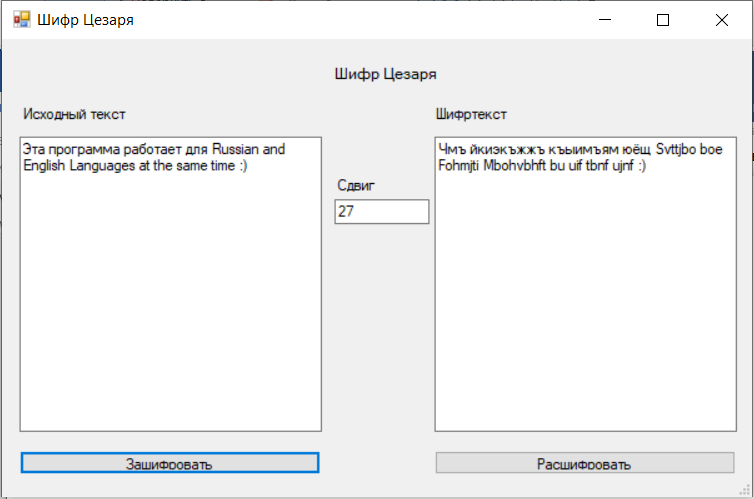 Шифр Цезаря
Шифр Цезаря
Исходный текст
Шифртекст
Эта программа работает для Russian and
English Languages at the same time :)
Чмъ йкиэкъжжъ къыимъям юёщ Svttjbo boe
Fohmjti Mbohvbhft bu uif tbnf ujnf :)
Сдвиг
27
Зашифровать
Расшифровать